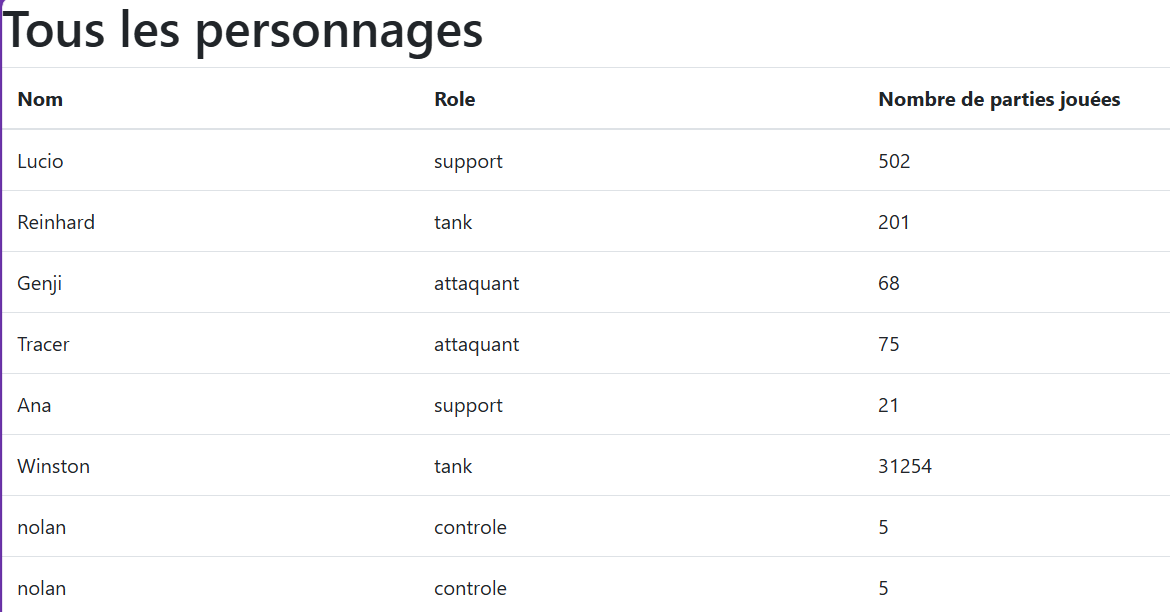 Tous les personnages
Nom Role Nombre de parties jouées
Lucio support 502
Reinhard tank 201
Genji attaquant 68
Tracer attaquant 75
Ana support 21
Winston tank 31254
nolan controle 5
nolan controle 5